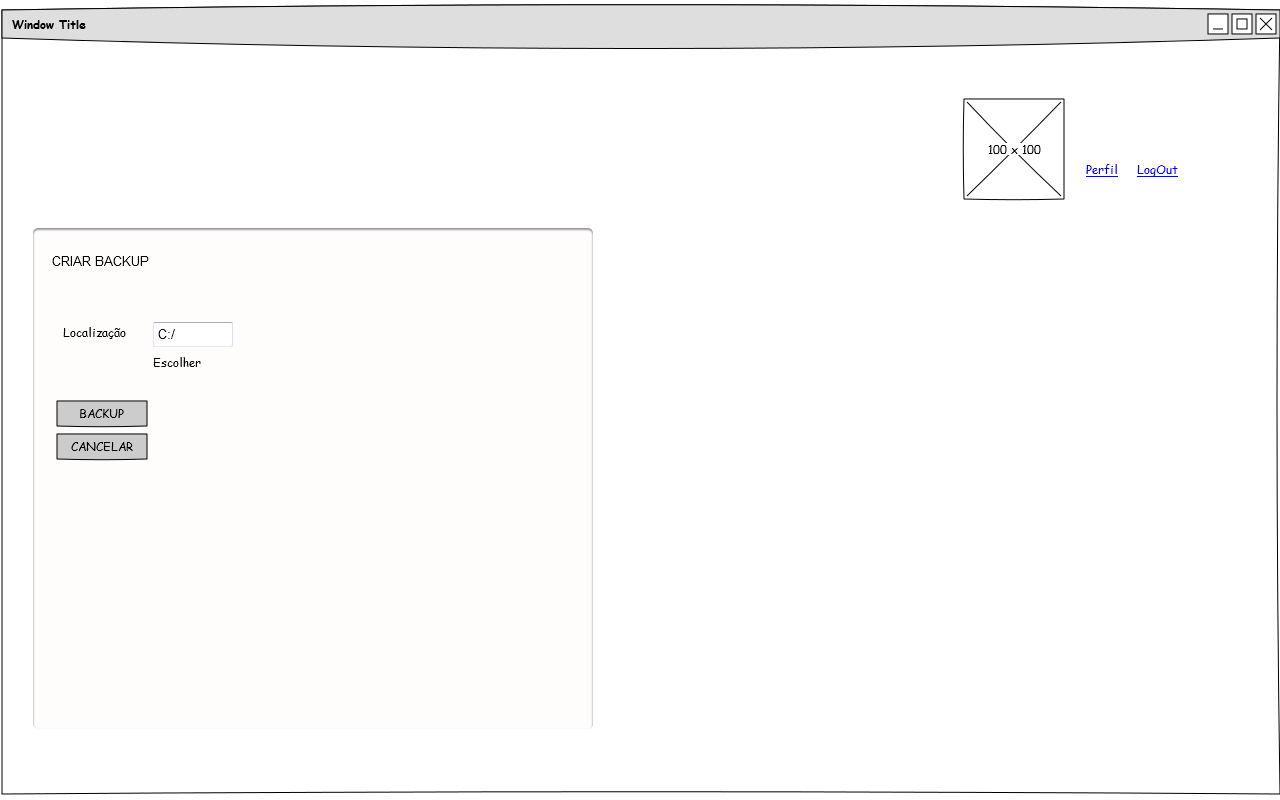 Window Title
100 x 100
Perfil LogOut
CRIAR BACKUP
Localização C:/
Escolher
BACKUP
CANCELAR